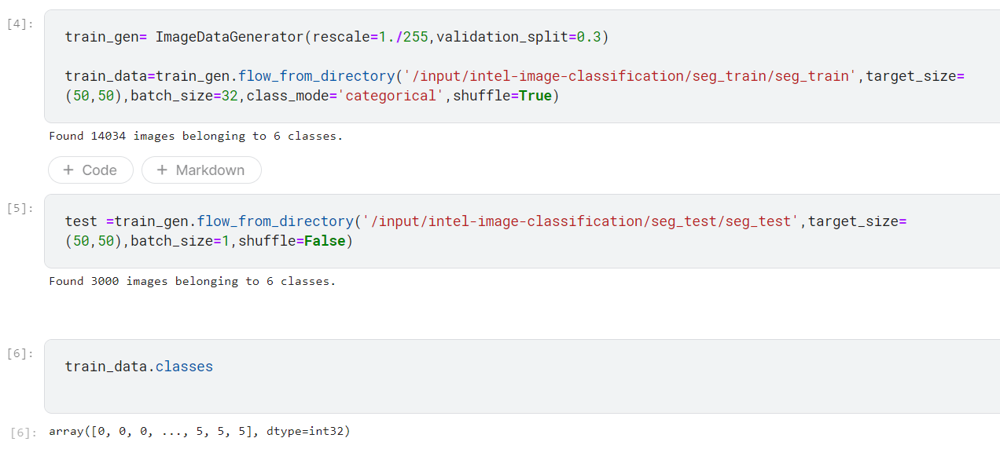 [4]:
train_gen= ImageDataGenerator(rescale=1./255,validation_split=0.3)
train_data=train_gen.flow_from_directory('/input/intel-image-classification/seg_train/seg_train',target_size=
(50,50),batch_size=32,class_mode='categorical',shuffle=True)
Found 14034 images belonging to 6 classes.
+ Code + Markdown
[5]:
test =train_gen.flow_from_directory('/input/intel-image-classification/seg_test/seg_test',target_size=
(50,50),batch_size=1,shuffle=False)
Found 3000 images belonging to 6 classes.
[6]:
train_data.classes
[6]: array([0, 0, 0, ..., 5, 5, 5], dtype=int32)